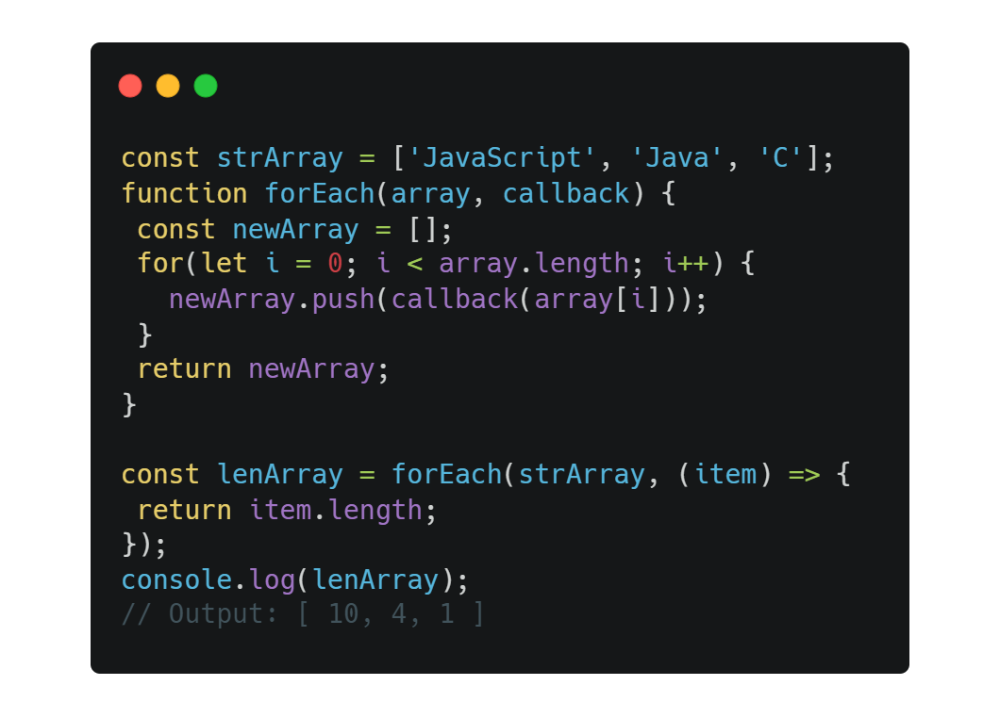 const strArray = ['JavaScript', 'Java', 'C'];
function forEach(array, callback) {
 const newArray = [];
 for(let i = 0; i < array.length; i++) {
   newArray.push(callback(array[i]));
 }
 return newArray;
}

const lenArray = forEach(strArray, (item) => {
 return item.length;
});
console.log(lenArray);
// Output: [ 10, 4, 1 ]